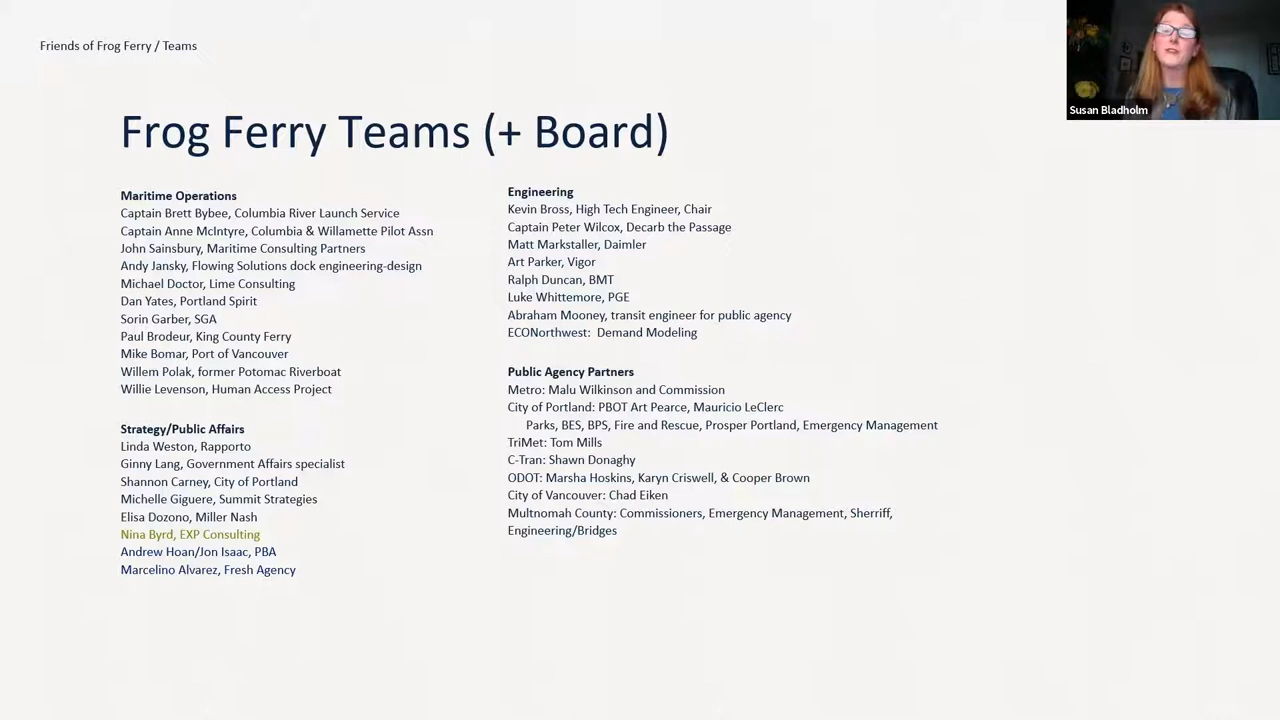 Friends of Frog Ferry / Teams
Susan Bladholm
Frog Ferry Teams (+ Board)
Maritime Operations
Captain Brett Bybee, Columbia River Launch Service
Captain Anne McIntyre, Columbia & Willamette Pilot Assn
John Sainsbury, Maritime Consulting Partners
Andy Jansky, Flowing Solutions dock engineering-design
Michael Doctor, Lime Consulting
Dan Yates, Portland Spirit
Sorin Garber, SGA
Paul Brodeur, King County Ferry
Mike Bomar, Port of Vancouver
Willem Polak, former Potomac Riverboat
Willie Levenson, Human Access Project
Strategy/Public Affairs
Linda Weston, Rapporto
Ginny Lang, Government Affairs specialist
Shannon Carney, City of Portland
Michelle Giguere, Summit Strategies
Elisa Dozono, Miller Nash
Nina Byrd, EXP Consulting
Andrew Hoan/Jon Isaac, PBA
Marcelino Alvarez, Fresh Agency
Engineering
Kevin Bross, High Tech Engineer, Chair
Captain Peter Wilcox, Decarb the Passage
Matt Markstaller, Daimler
Art Parker, Vigor
Ralph Duncan, BMT
Luke Whittemore, PGE
Abraham Mooney, transit engineer for public agency
ECONorthwest: Demand Modeling
Public Agency Partners
Metro: Malu Wilkinson and Commission
City of Portland: PBOT Art Pearce, Mauricio LeClerc
Parks, BES, BPS, Fire and Rescue, Prosper Portland, Emergency Management
TriMet: Tom Mills
C-Tran: Shawn Donaghy
ODOT: Marsha Hoskins, Karyn Criswell, & Cooper Brown
City of Vancouver: Chad Eiken
Multnomah County: Commissioners, Emergency Management, Sherriff,
Engineering/Bridges